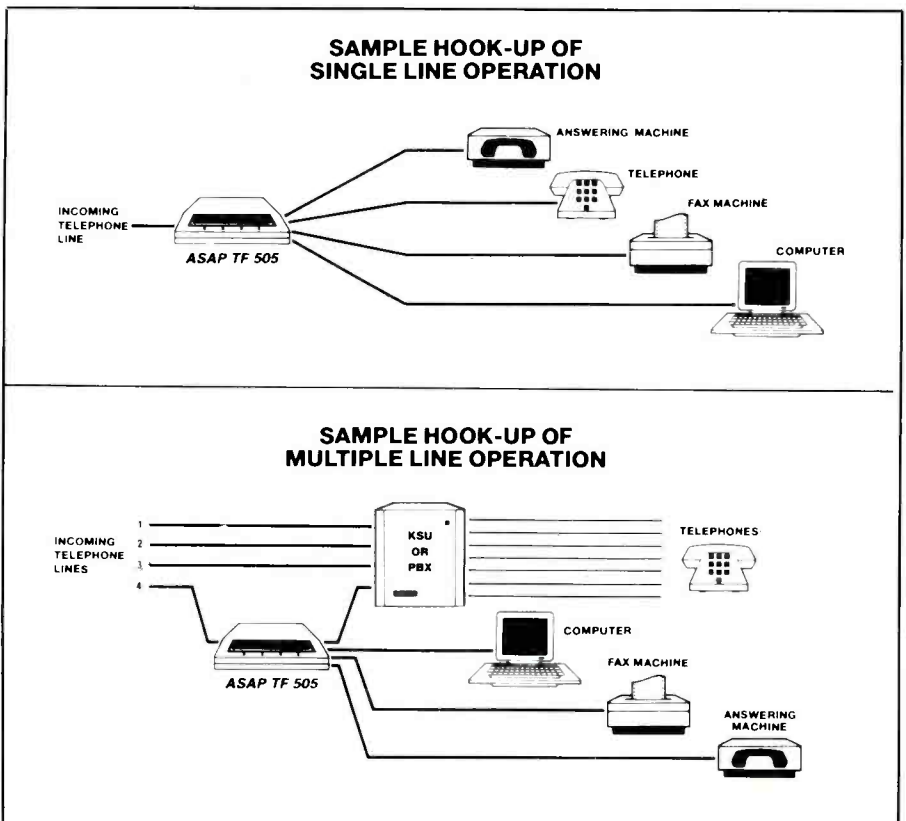 SAMPLE HOOK-UP OF
SINGLE LINE OPERATION
ANSWERING MACHINE
TELEPHONE
FAX MACHINE
COMPUTER
INCOMING
TELEPHONE
LINE
ASAP TF 505
SAMPLE HOOK-UP OF
MULTIPLE LINE OPERATION
INCOMING
TELEPHONE
LINES
1
2
3
4
KSU
OR
PBX
TELEPHONES
ASAP TF 505
COMPUTER
FAX MACHINE
ANSWERING
MACHINE